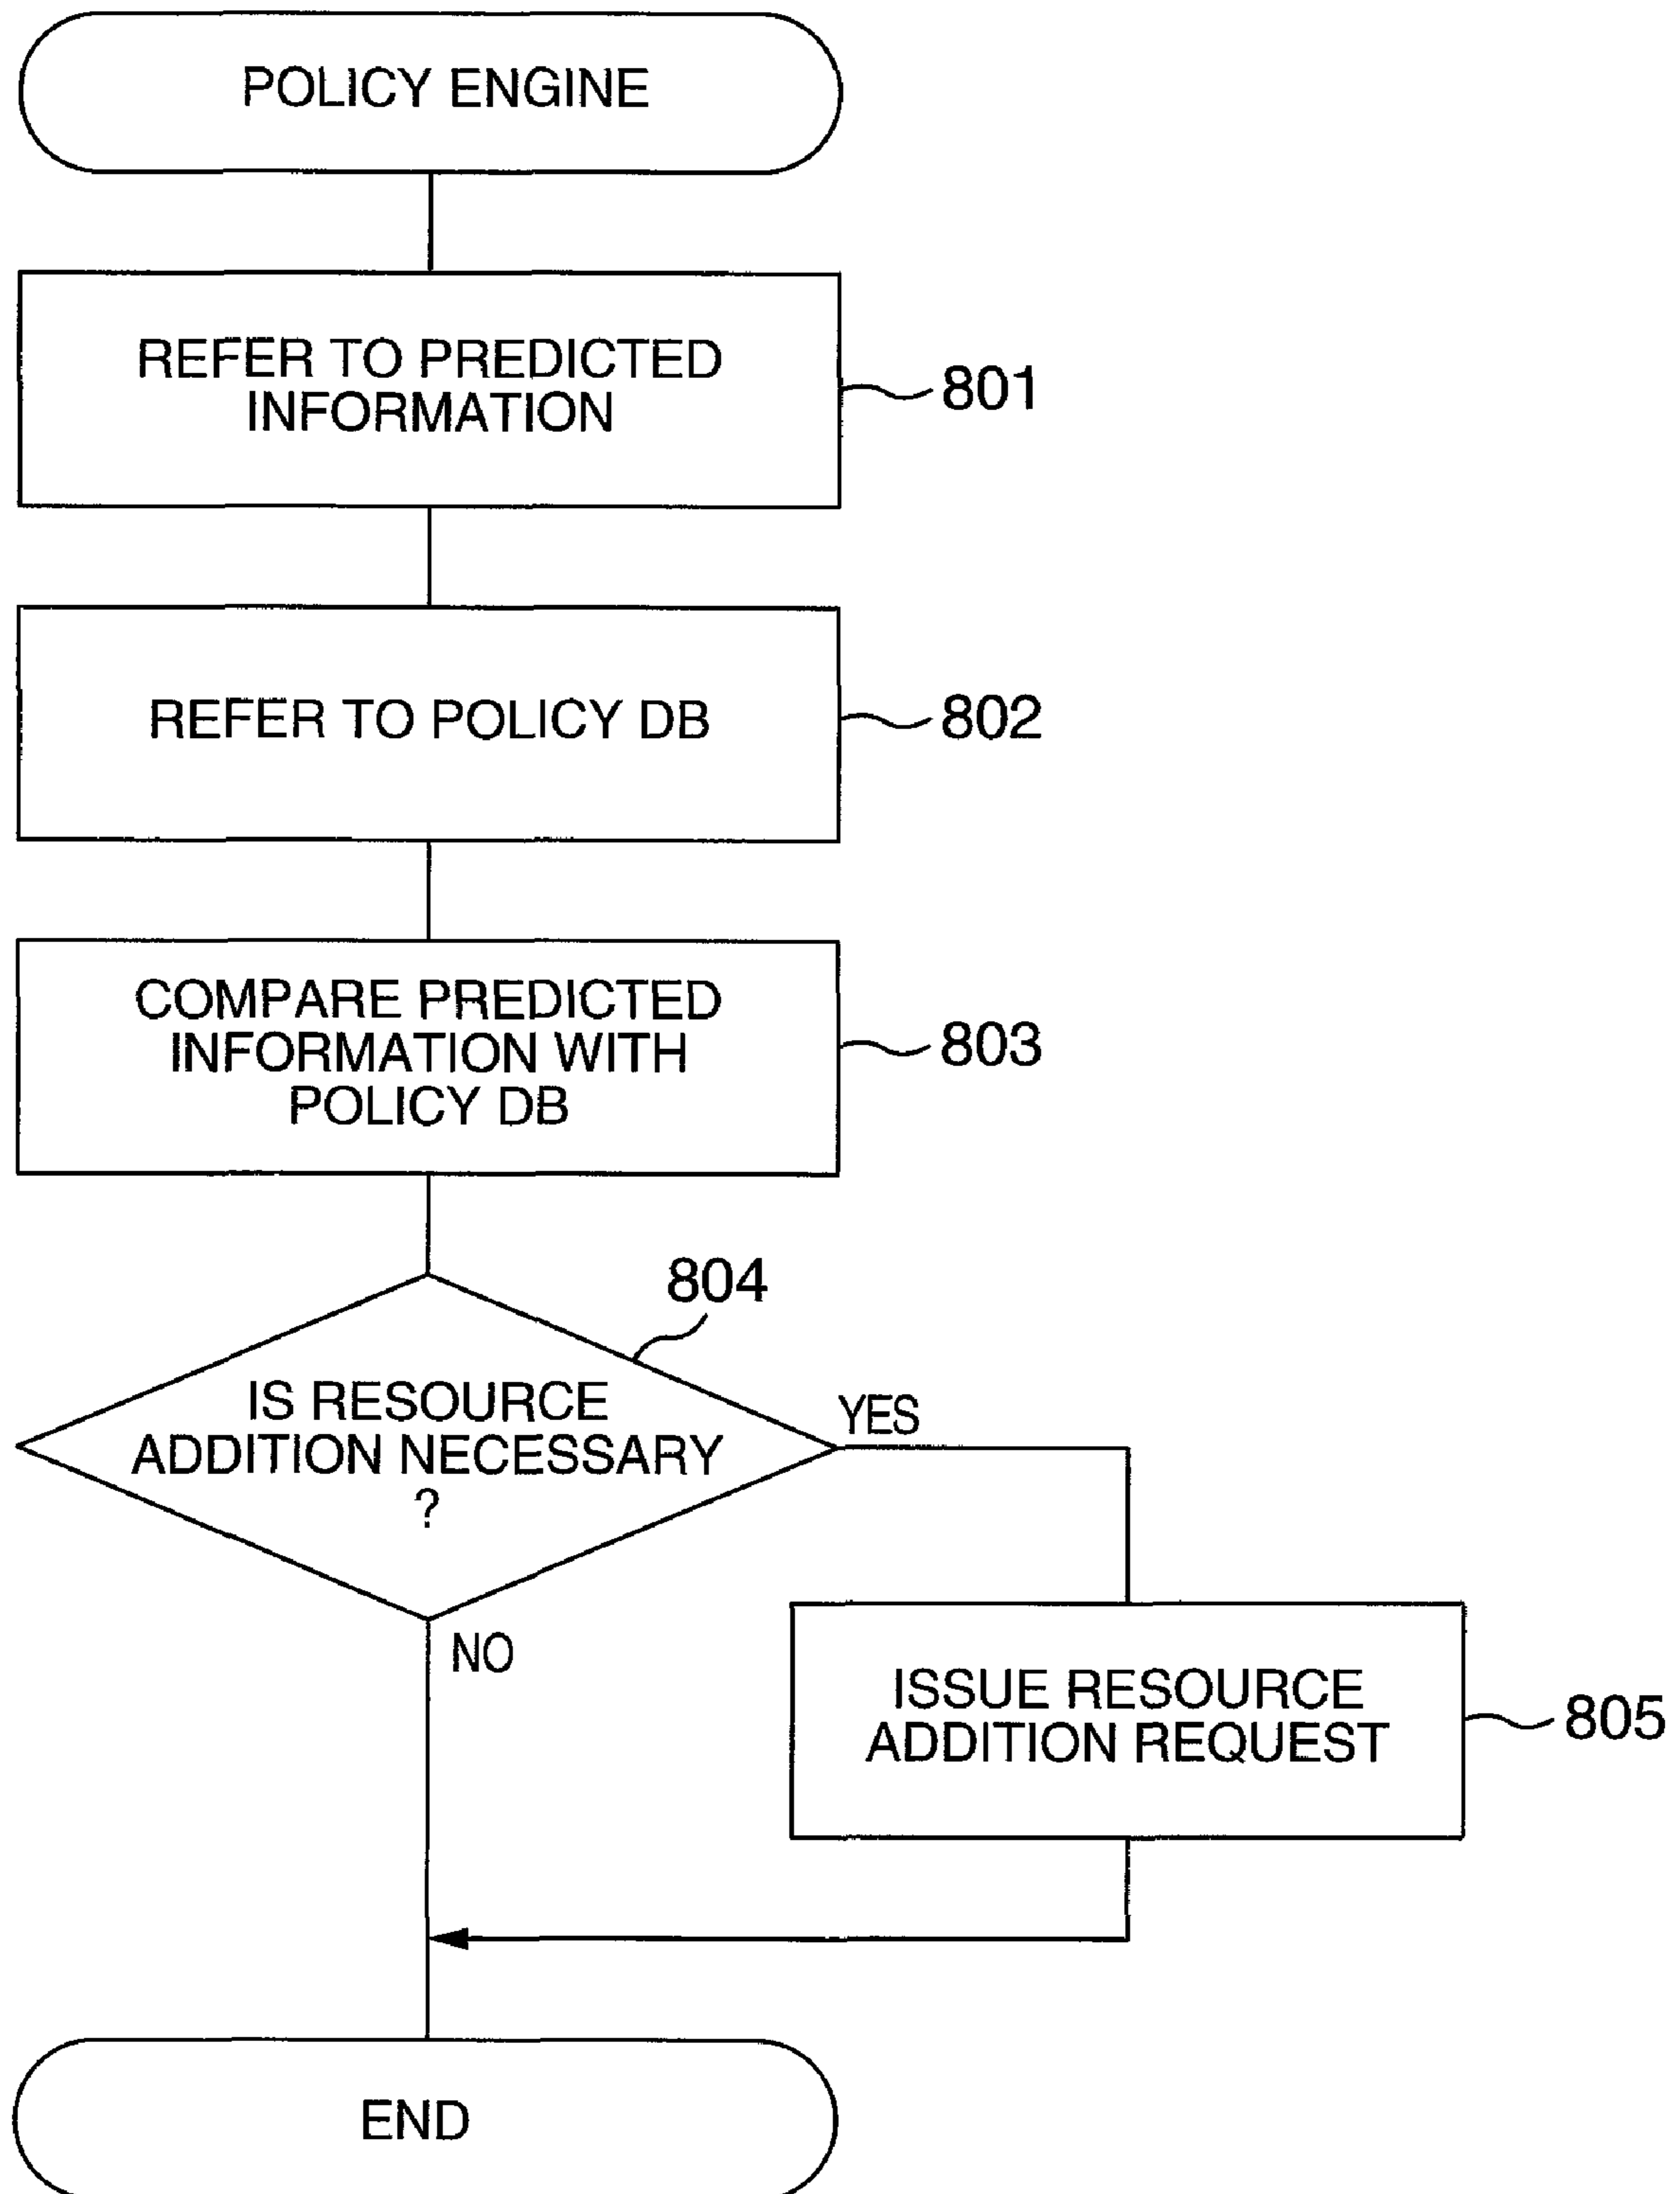 POLICY ENGINE
REFER TO PREDICTED
INFORMATION
801
REFER TO POLICY DB
802
COMPARE PREDICTED
INFORMATION WITH
POLICY DB
803
804
IS RESOURCE
ADDITION NECESSARY
?
YES
NO
ISSUE RESOURCE
ADDITION REQUEST
805
END